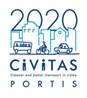 2020
CiViTAS
Cleaner and better transport in cities
PORTIS